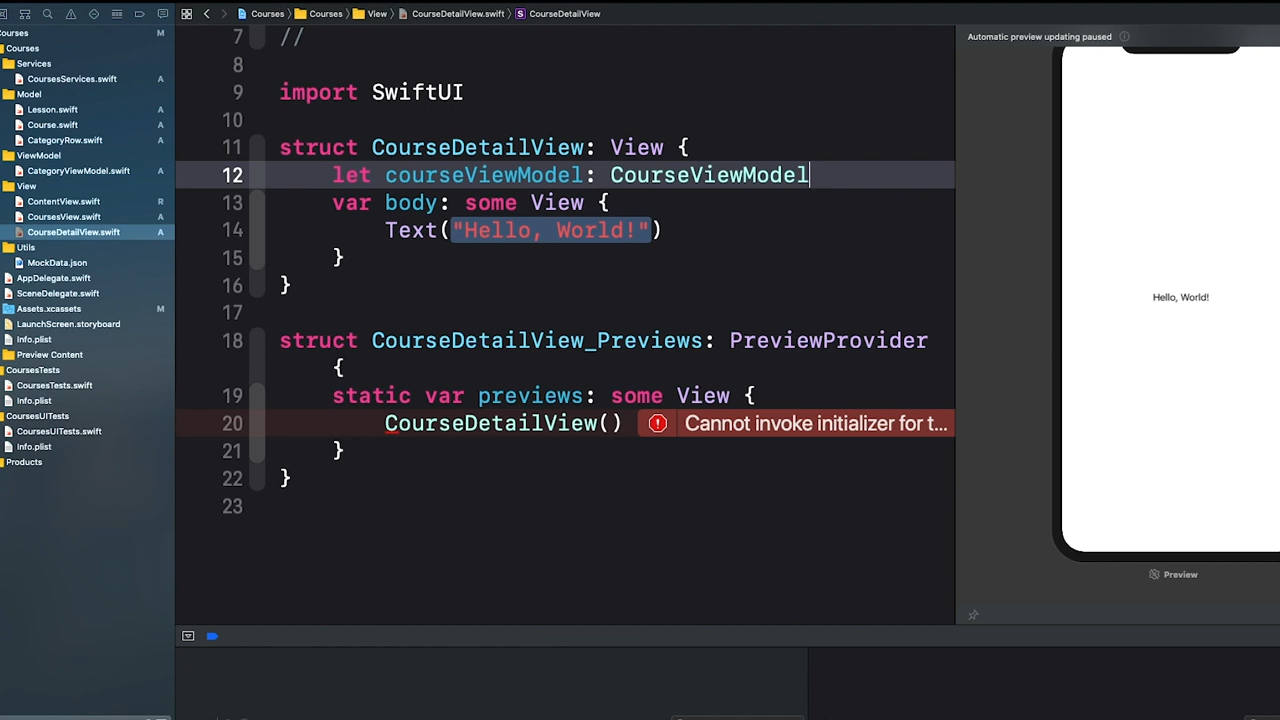 Courses > Courses > View > CourseDetailView.swift > CourseDetailView
Courses M
Courses
Services
CoursesServices.swift A
Model
Lesson.swift A
Course.swift A
CategoryRow.swift A
ViewModel
CategoryViewModel.swift A
View
ContentView.swift R
CoursesView.swift A
CourseDetailView.swift A
Utils
MockData.json
AppDelegate.swift
SceneDelegate.swift
Assets.xcassets M
LaunchScreen.storyboard
Info.plist
Preview Content
CoursesTests
CoursesTests.swift
Info.plist
CoursesUITests
CoursesUITests.swift
Info.plist
Products
7 //
8
9 import SwiftUI
10
11 struct CourseDetailView: View {
12 let courseViewModel: CourseViewModel
13 var body: some View {
14 Text("Hello, World!")
15 }
16 }
17
18 struct CourseDetailView_Previews: PreviewProvider
{
19 static var previews: some View {
20 CourseDetailView() Cannot invoke initializer for t...
21 }
22 }
23
Automatic preview updating paused
Hello, World!
Preview